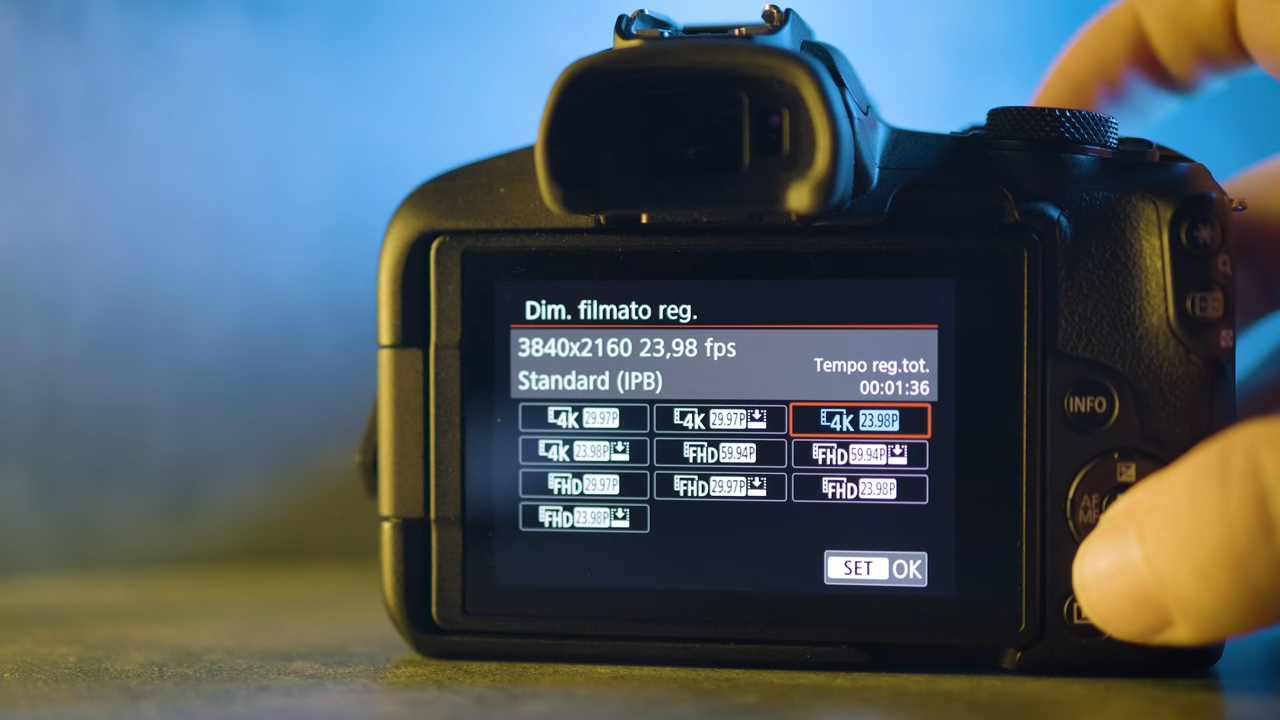 Dim. filmato reg.
3840x2160 23,98 fps
Standard (IPB)
Tempo reg.tot.
00:01:36
4K 29.97P
4K 29.97P
4K 23.98P
4K 23.98P
FHD 59.94P
FHD 59.94P
FHD 29.97P
FHD 29.97P
FHD 23.98P
FHD 23.98P
SET OK
INFO
AF
MF